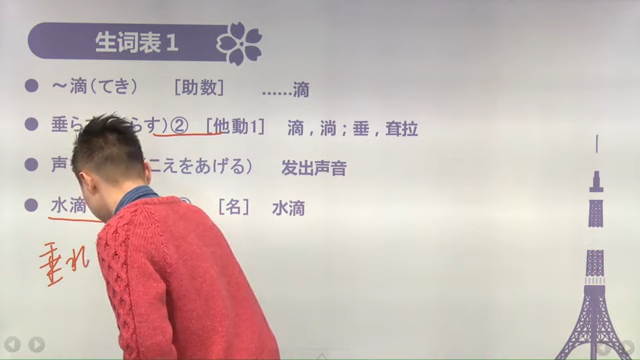 生词表1
～滴（てき） ［助数］ ……滴
垂ら らす）② ［他動1］ 滴，淌；垂，耷拉
声 こえをあげる） 发出声音
水滴 ［名］ 水滴
垂れ